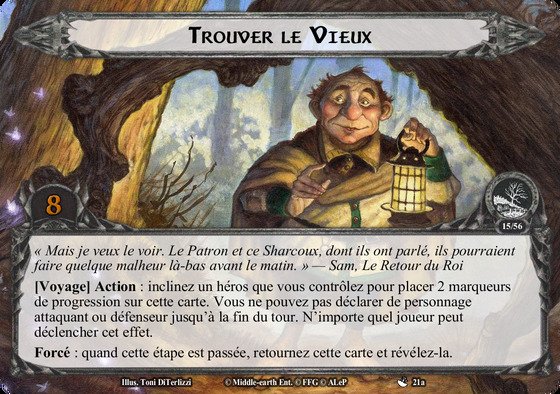 TROUVER LE VIEUX
15/56
« Mais je veux le voir. Le Patron et ce Sharcoux, dont ils ont parlé, ils pourraient
faire quelque malheur là-bas avant le matin. » — Sam, Le Retour du Roi
[Voyage] Action : inclinez un héros que vous contrôlez pour placer 2 marqueurs
de progression sur cette carte. Vous ne pouvez pas déclarer de personnage
attaquant ou défenseur jusqu'à la fin du tour. N'importe quel joueur peut
déclencher cet effet.
Forcé : quand cette étape est passée, retournez cette carte et révélez-la.
8
Illus. Toni DiTerlizzi
© Middle-earth Ent. © FFG © ALeP
21a